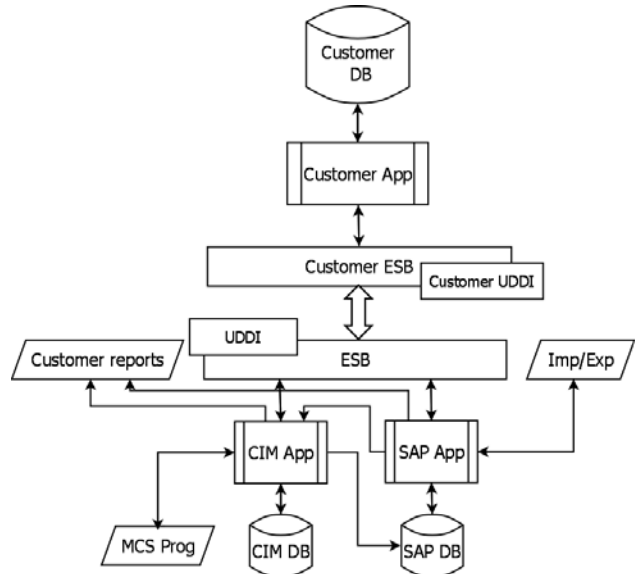 Customer
DB
Customer App
Customer ESB
Customer UDDI
UDDI
Customer reports
ESB
Imp/Exp
CIM App
SAP App
MCS Prog
CIM DB
SAP DB